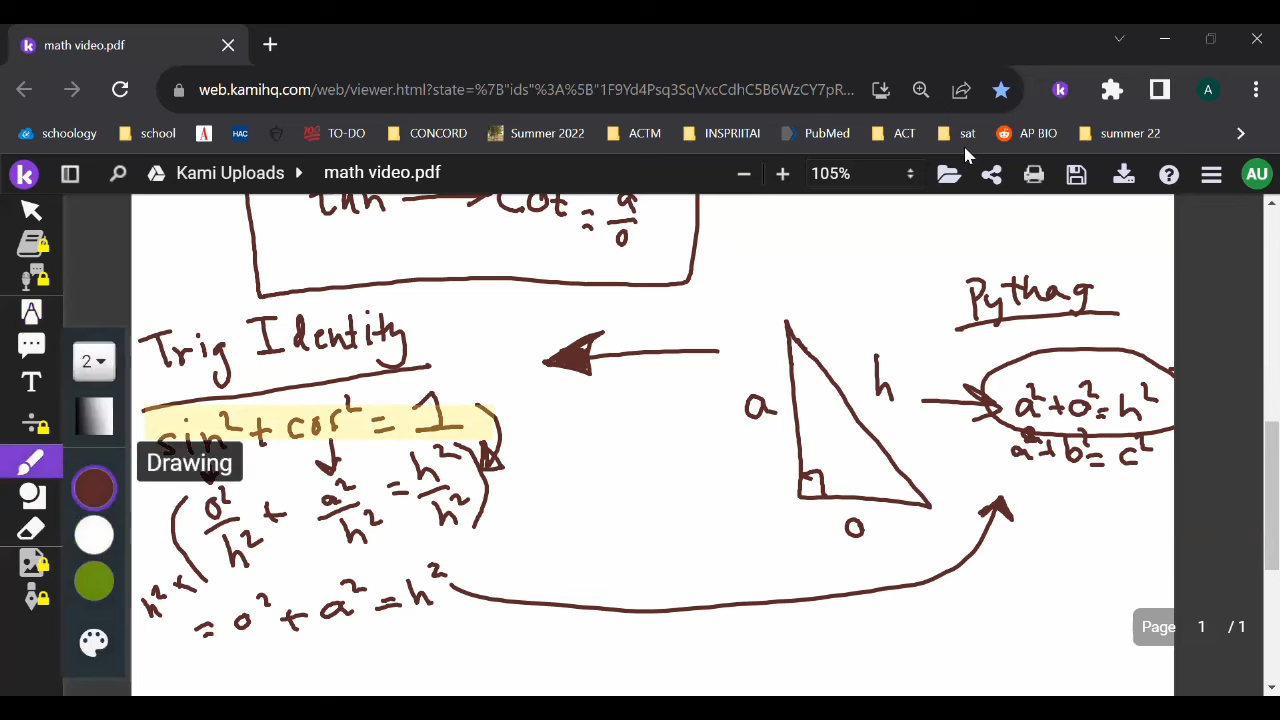 math video.pdf
web.kamihq.com/web/viewer.html?state=%7B"ids"%3A%5B"1F9Yd4Psq3SqVxcCdhC5B6WzCY7pR...
A
schoology
school
HAC
100 TO-DO
CONCORD
Summer 2022
ACTM
INSPRITAI
PubMed
ACT
sat
AP BIO
summer 22
k
Kami Uploads
math video.pdf
105%
AU
tan → cot = a/o
Trig Identity
sin² + cos² = 1
o²/h² + a²/h² = h²/h²
h² ×
= o² + a² = h²
a
h
o
Pythag
a² + o² = h²
a² + b² = c²
2
Drawing
Page 1 / 1